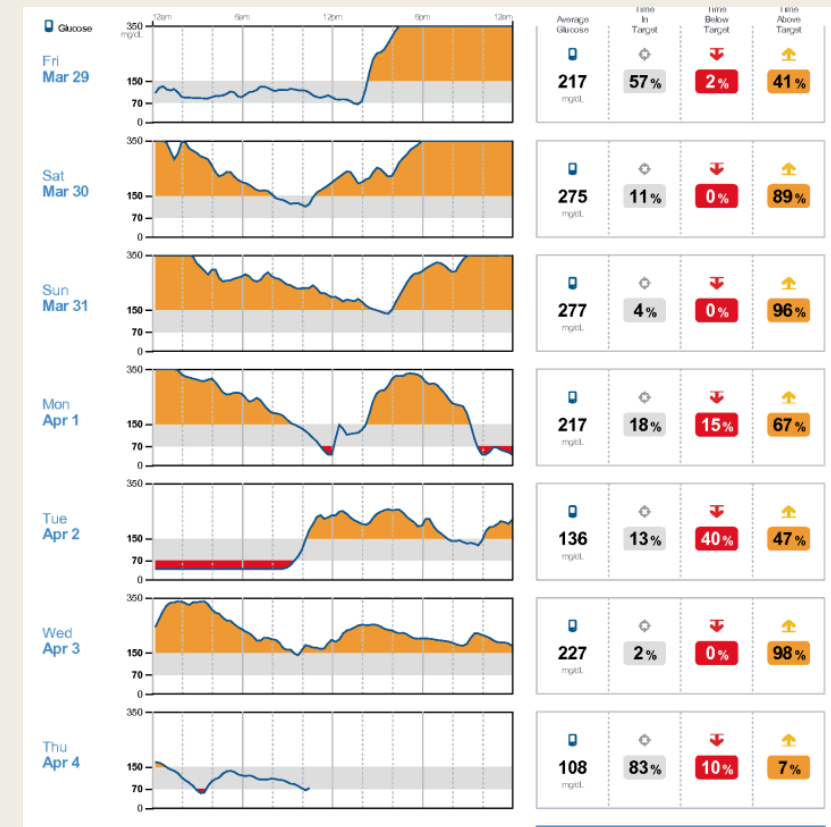 Glucose
12am 6am 12pm 6pm 12am
350
mg/dL
150
70
0
Average Glucose
Time In Target
Time Below Target
Time Above Target
Fri
Mar 29
217 57% 2% 41%
mg/dL
350
150
70
0
Sat
Mar 30
275 11% 0% 89%
mg/dL
350
150
70
0
Sun
Mar 31
277 4% 96%
0%
mg/dL
350
150
70
0
Mon
Apr 1
217 18% 15% 67%
mg/dL
350
150
70
0
Tue
Apr 2
136 13% 40% 47%
mg/dL
350
150
70
0
Wed
Apr 3
227 2% 0% 98%
mg/dL
350
150
70
0
Thu
Apr 4
108 83% 10% 7%
mg/dL